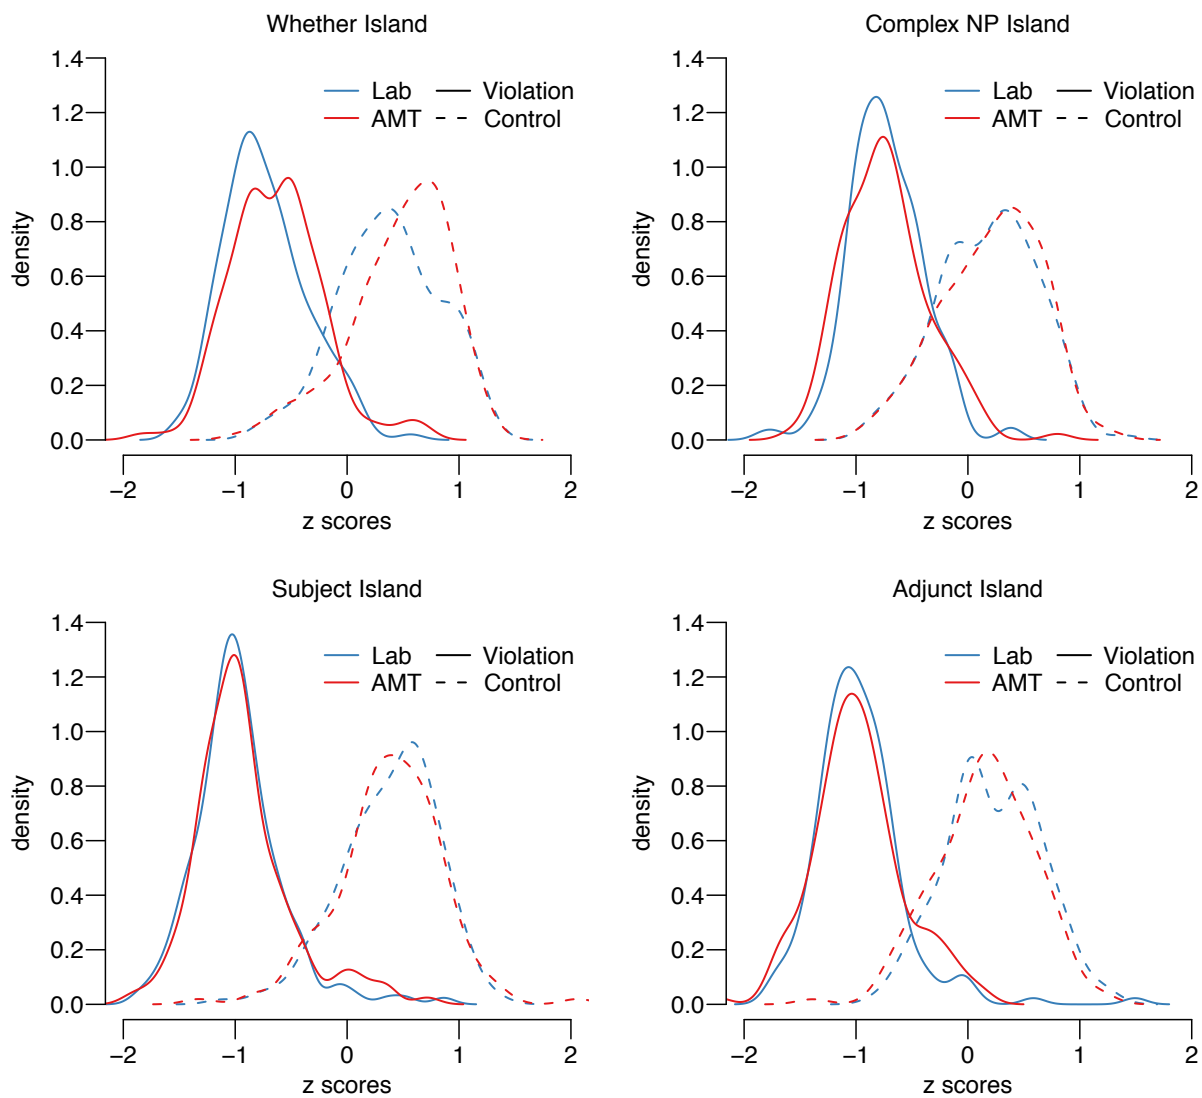 Whether Island
1.4
1.2
1.0
0.8
0.6
0.4
0.2
0.0
density
Lab Violation
AMT Control
−2 −1 0 1 2
z scores
Complex NP Island
1.4
1.2
1.0
0.8
0.6
0.4
0.2
0.0
density
Lab Violation
AMT Control
−2 −1 0 1 2
z scores
Subject Island
1.4
1.2
1.0
0.8
0.6
0.4
0.2
0.0
density
Lab Violation
AMT Control
−2 −1 0 1 2
z scores
Adjunct Island
1.4
1.2
1.0
0.8
0.6
0.4
0.2
0.0
density
Lab Violation
AMT Control
−2 −1 0 1 2
z scores